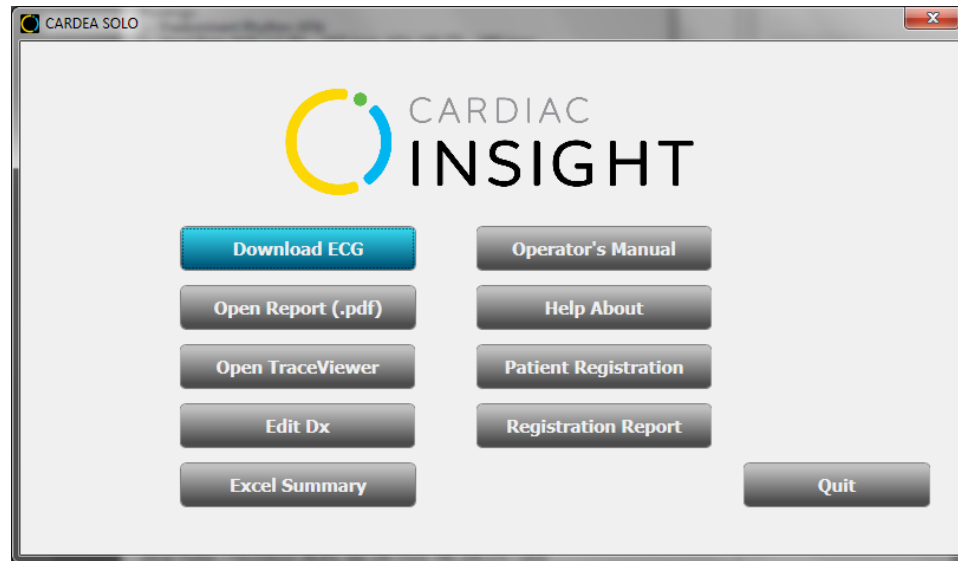 CARDEA SOLO
CARDIAC
INSIGHT
Download ECG
Operator's Manual
Open Report (.pdf)
Help About
Open TraceViewer
Patient Registration
Edit Dx
Registration Report
Excel Summary
Quit